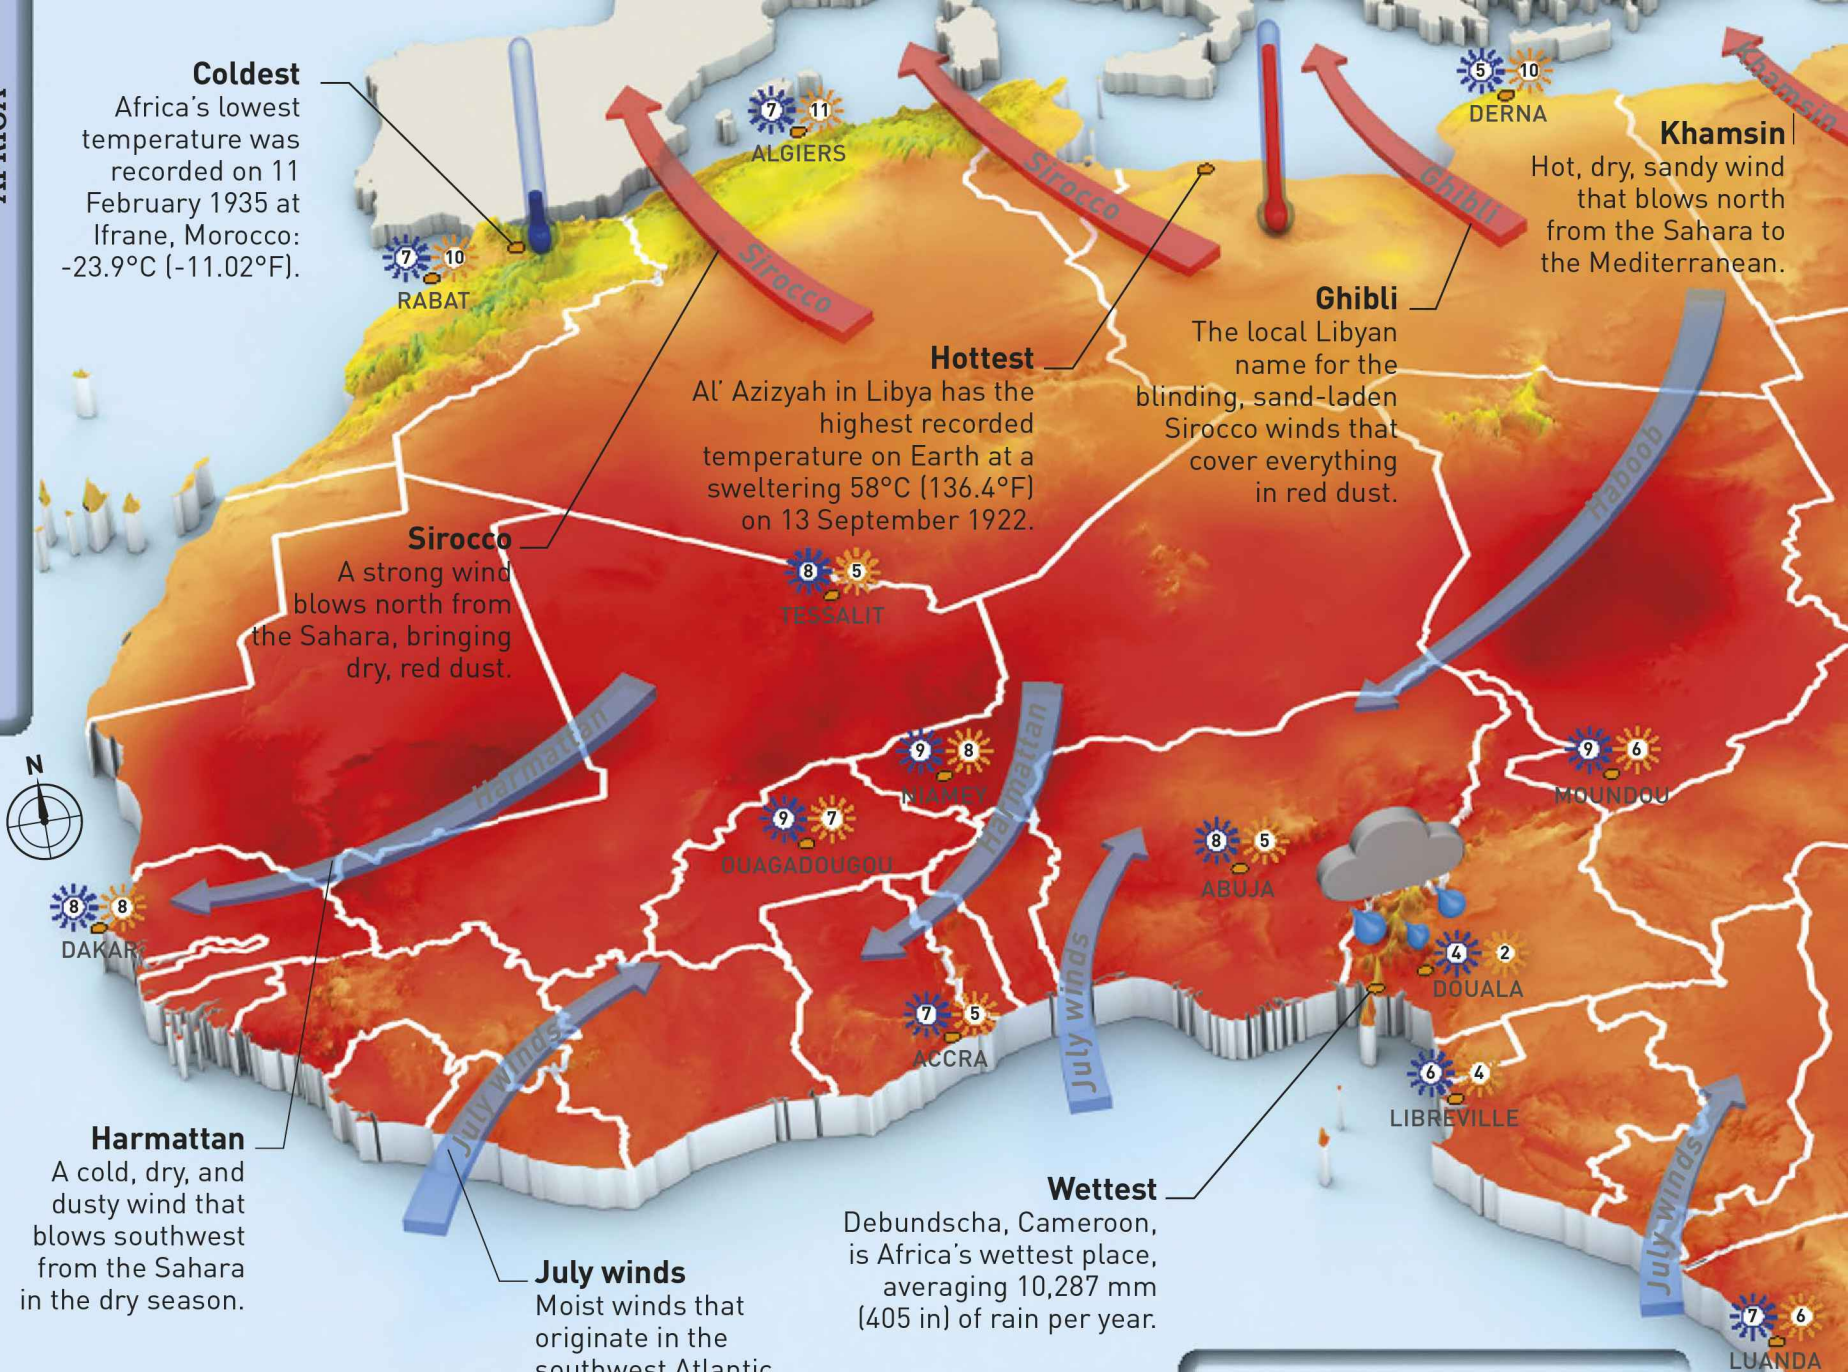 AFRICA
Coldest
Africa's lowest
temperature was
recorded on 11
February 1935 at
Ifrane, Morocco:
-23.9°C (-11.02°F).
7 10
RABAT
7 11
ALGIERS
Sirocco
Sirocco
5 10
DERNA
Ghibli
Khamsin
Khamsin
Hot, dry, sandy wind
that blows north
from the Sahara to
the Mediterranean.
Ghibli
The local Libyan
name for the
blinding, sand-laden
Sirocco winds that
cover everything
in red dust.
Hottest
Al' Azizyah in Libya has the
highest recorded
temperature on Earth at a
sweltering 58°C (136.4°F)
on 13 September 1922.
Sirocco
A strong wind
blows north from
the Sahara, bringing
dry, red dust.
8 5
TESSALIT
Haboob
Harmattan
Harmattan
N
9 8
NIAMEY
9 6
MOUNDOU
9 7
OUAGADOUGOU
8 5
ABUJA
8 8
DAKAR
4 2
DOUALA
7 5
ACCRA
July winds
July winds
6 4
LIBREVILLE
July winds
Harmattan
A cold, dry, and
dusty wind that
blows southwest
from the Sahara
in the dry season.
July winds
Moist winds that
originate in the
southwest Atlantic
Wettest
Debundscha, Cameroon,
is Africa's wettest place,
averaging 10,287 mm
(405 in) of rain per year.
7 6
LUANDA